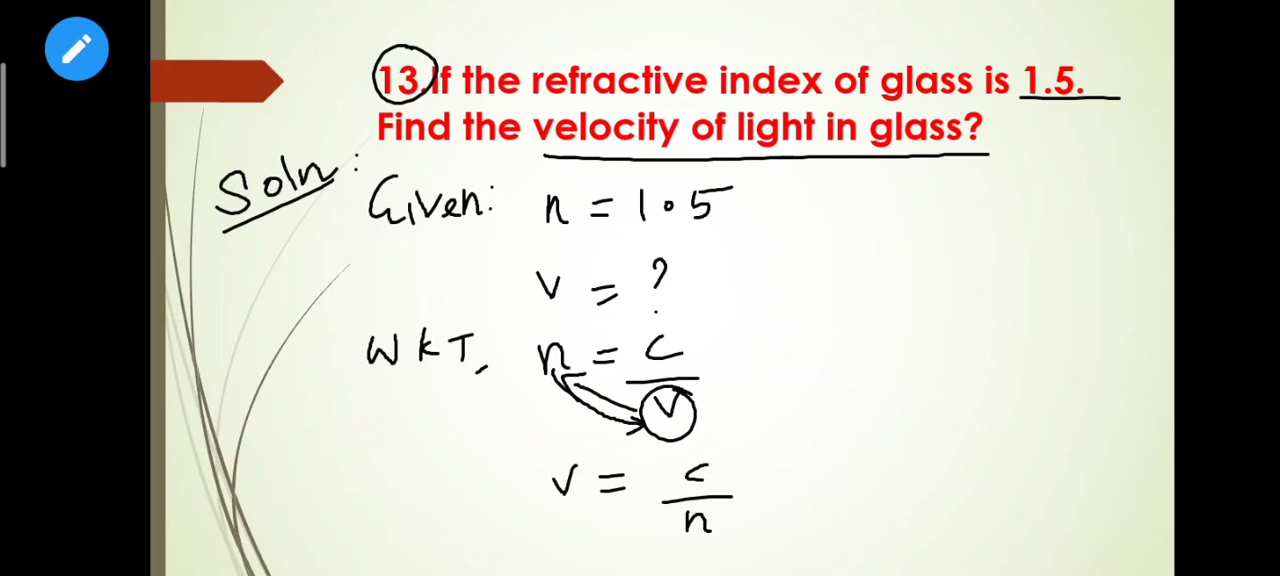 13.If the refractive index of glass is 1.5.
Find the velocity of light in glass?
Soln:
Given: n = 1.5
v = ?
WKT, n = c/v
v = c/n